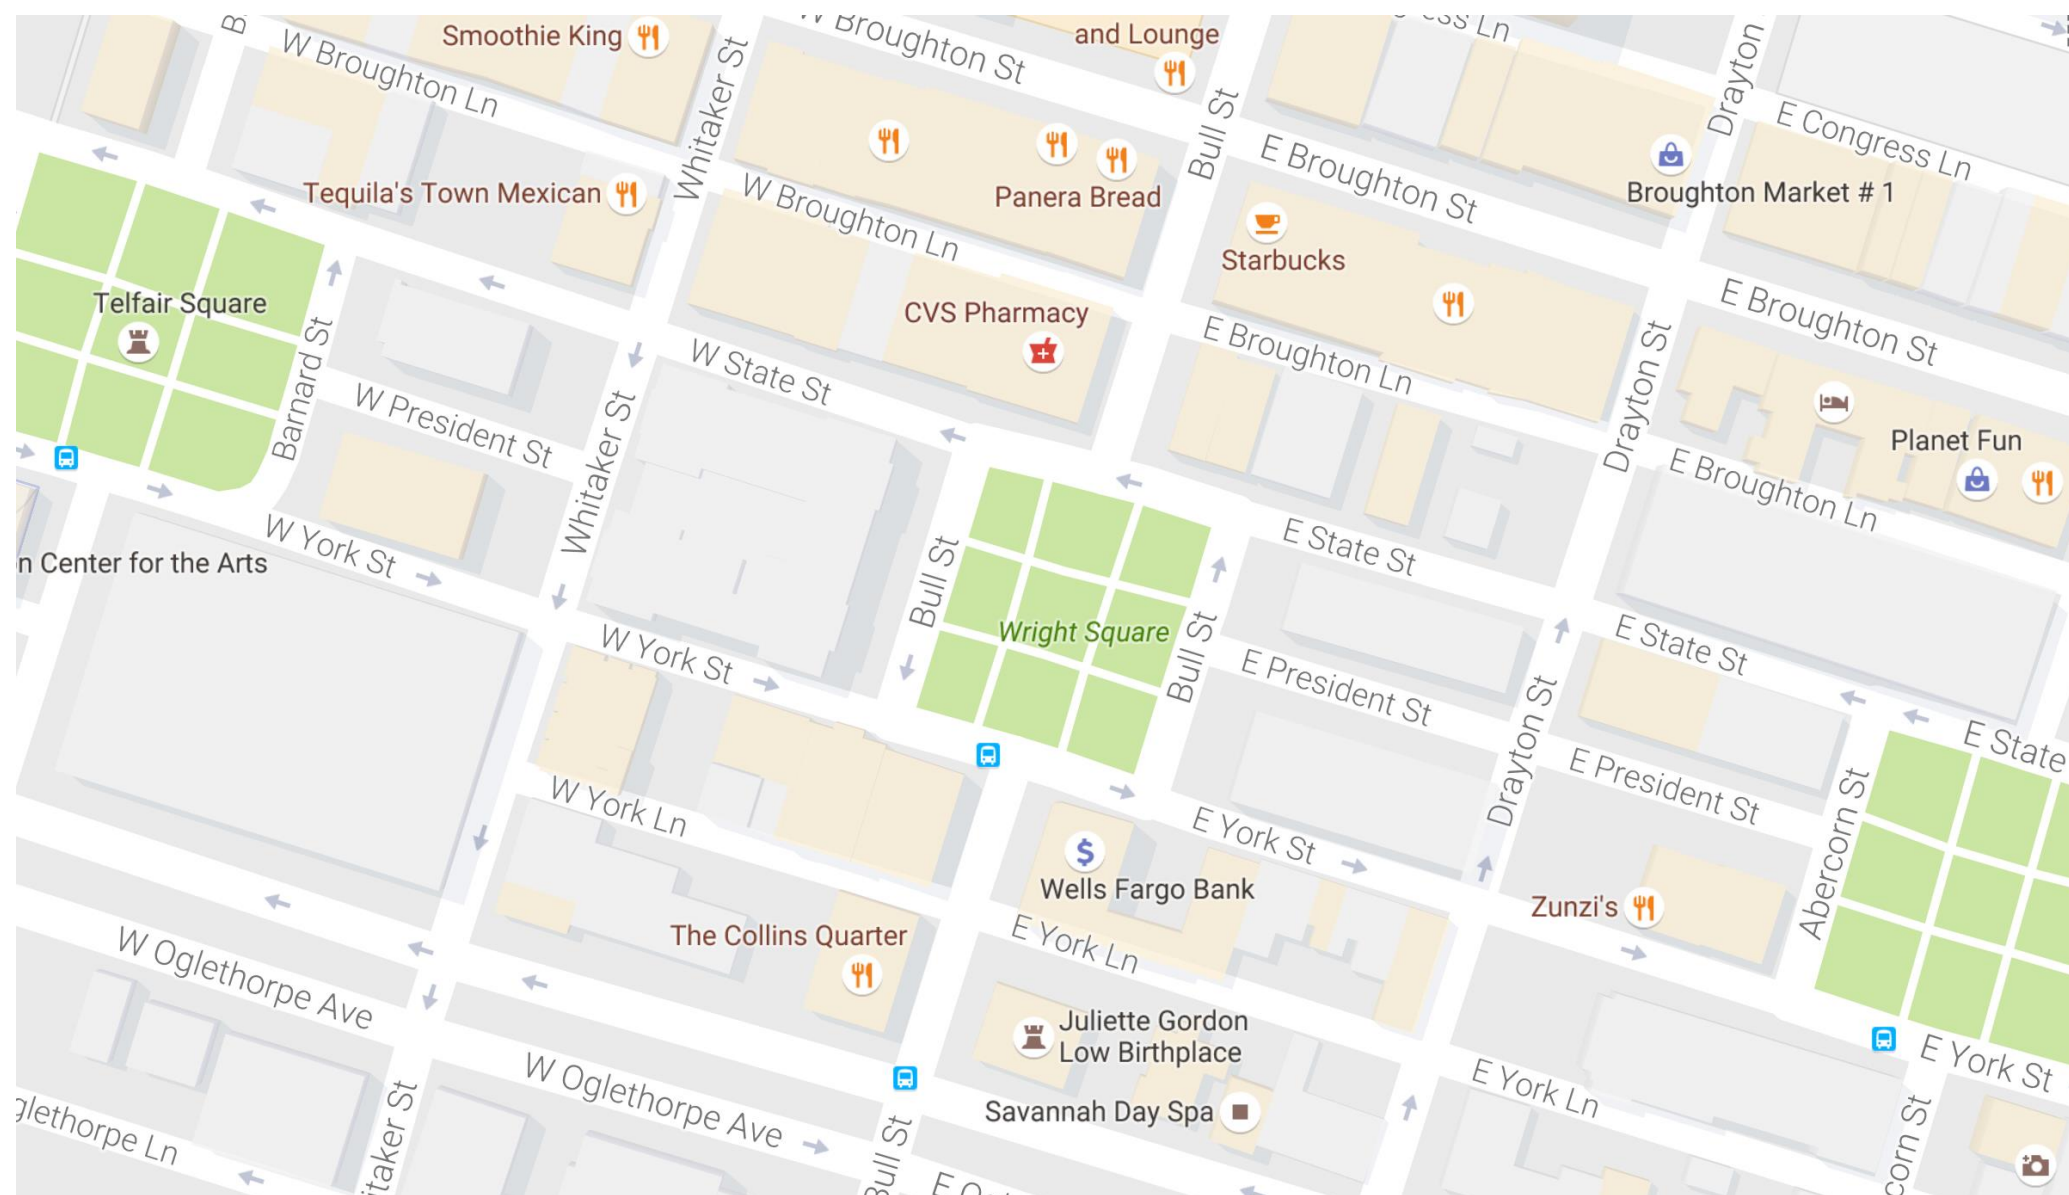 W Broughton St
and Lounge
ess Ln
Smoothie King
W Broughton Ln
Whitaker St
Bull St
Drayton
E Congress Ln
E Broughton St
Broughton Market # 1
Tequila's Town Mexican
W Broughton Ln
Panera Bread
Starbucks
E Broughton St
Telfair Square
CVS Pharmacy
E Broughton Ln
Barnard St
W State St
Drayton St
W President St
Whitaker St
Planet Fun
E Broughton Ln
W York St
n Center for the Arts
Bull St
E State St
Wright Square
Bull St
W York St
E State St
E President St
E State
Drayton St
E President St
W York Ln
E York St
Abercorn St
Wells Fargo Bank
Zunzi's
The Collins Quarter
E York Ln
W Oglethorpe Ave
Juliette Gordon
Low Birthplace
E York St
W Oglethorpe Ave
E York Ln
Savannah Day Spa
glethorpe Ln
itaker St
Bull St
corn St